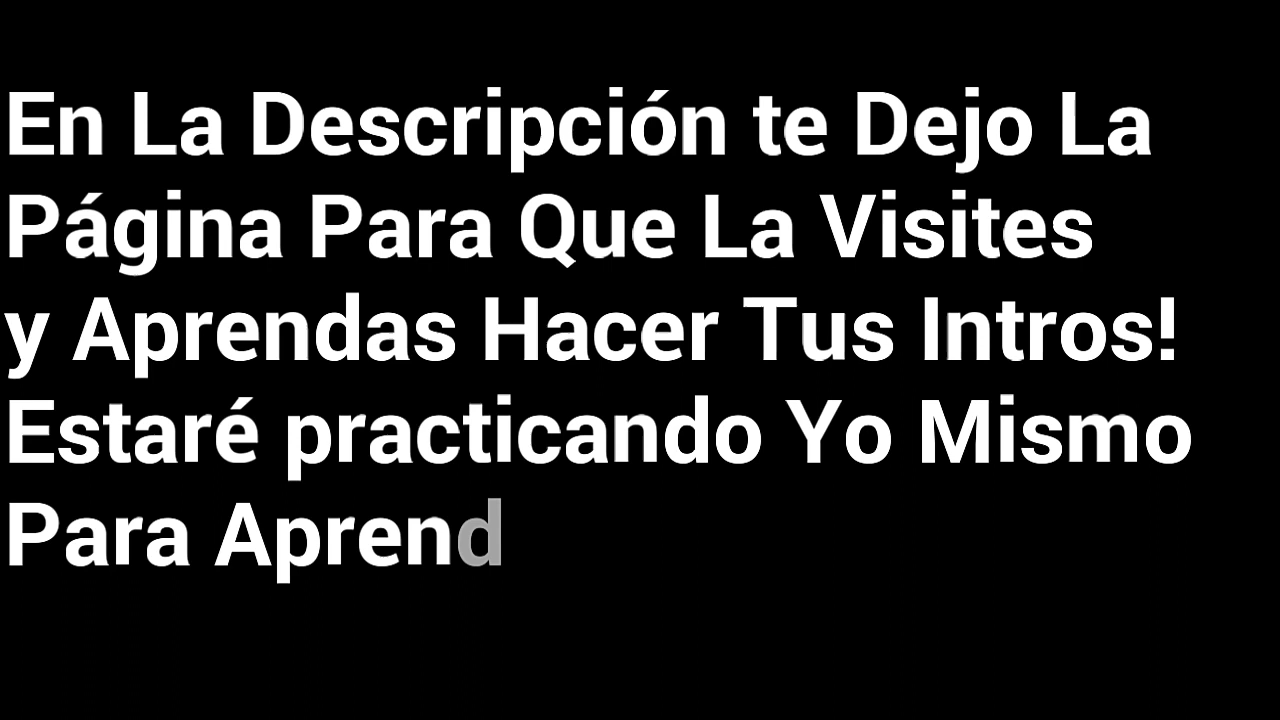 En La Descripción te Dejo La
Página Para Que La Visites
y Aprendas Hacer Tus Intros!
Estaré practicando Yo Mismo
Para Aprend